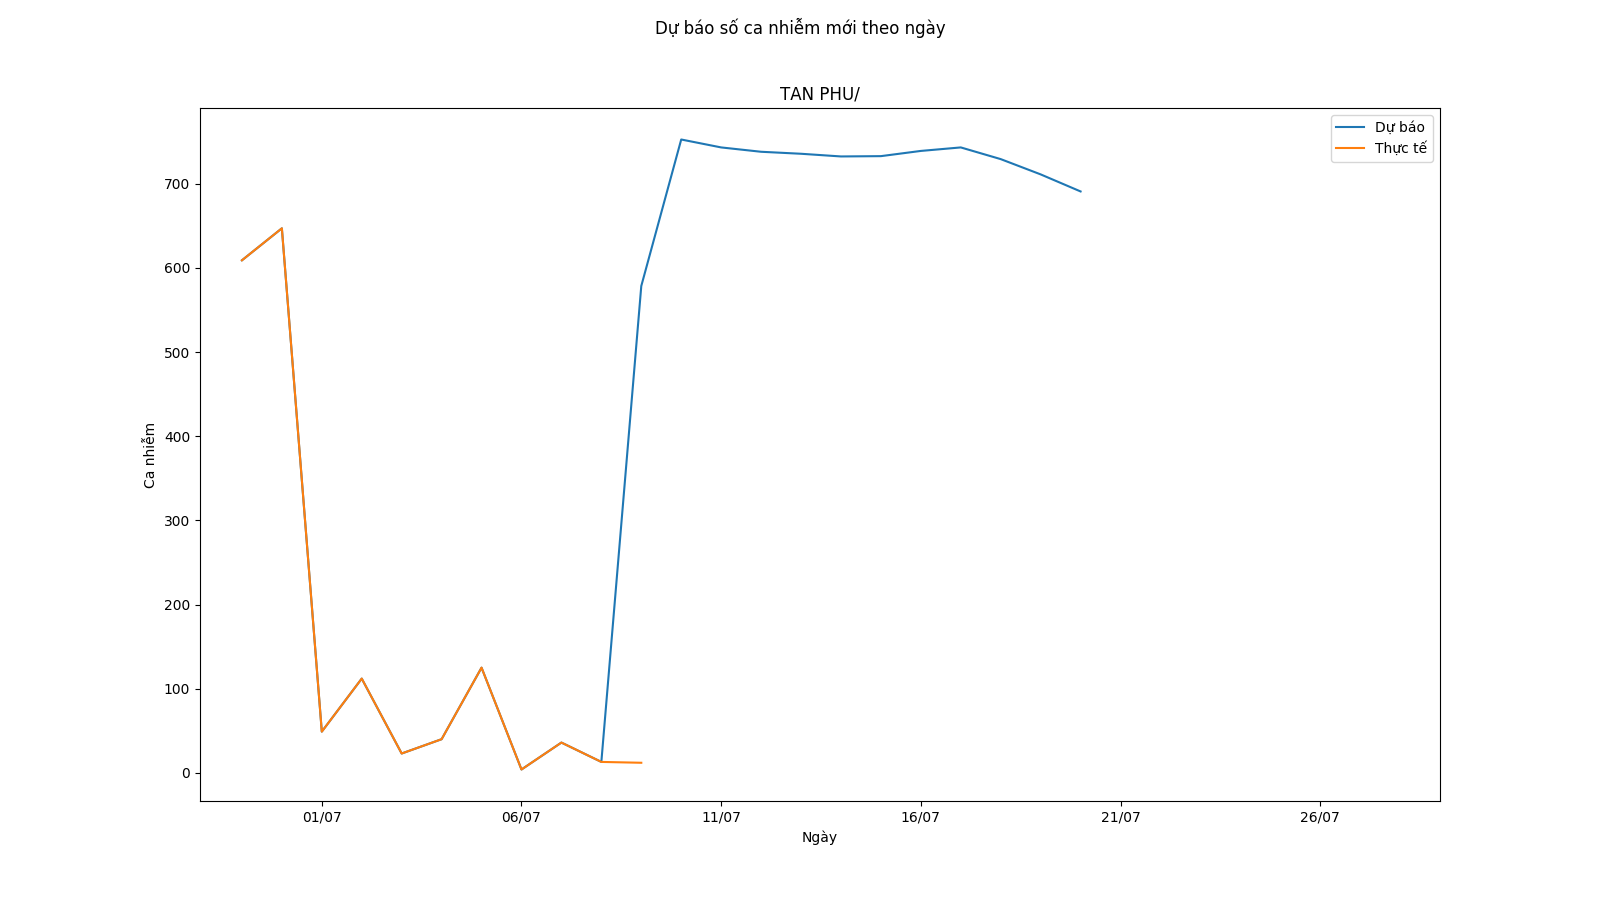 Dự báo số ca nhiễm mới theo ngày
TAN PHU/
Dự báo
Thực tế
700
600
500
400
300
200
100
0
Ca nhiễm
01/07
06/07
11/07
16/07
21/07
26/07
Ngày